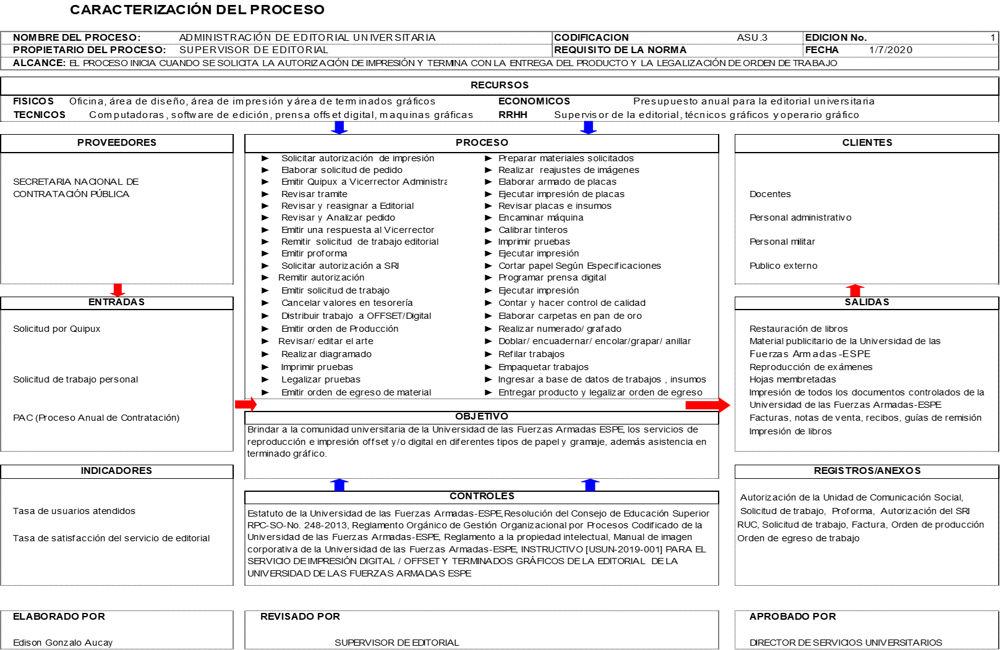 CARACTERIZACIÓN DEL PROCESO
NOMBRE DEL PROCESO: ADMINISTRACIÓN DE EDITORIAL UNIVERSITARIA
CODIFICACION ASU.3
EDICION No. 1
PROPIETARIO DEL PROCESO: SUPERVISOR DE EDITORIAL
REQUISITO DE LA NORMA
FECHA 1/7/2020
ALCANCE: EL PROCESO INICIA CUANDO SE SOLICITA LA AUTORIZACIÓN DE IMPRESIÓN Y TERMINA CON LA ENTREGA DEL PRODUCTO Y LA LEGALIZACIÓN DE ORDEN DE TRABAJO
RECURSOS
FISICOS Oficina, área de diseño, área de impresión y área de terminados gráficos
ECONOMICOS Presupuesto anual para la editorial universitaria
TECNICOS Computadoras, software de edición, prensa offset digital, maquinas gráficas
RRHH Supervisor de la editorial, técnicos gráficos y operario gráfico
PROVEEDORES
SECRETARIA NACIONAL DE
CONTRATACIÓN PÚBLICA
ENTRADAS
Solicitud por Quipux
Solicitud de trabajo personal
PAC (Proceso Anual de Contratación)
INDICADORES
Tasa de usuarios atendidos
Tasa de satisfacción del servicio de editorial
PROCESO
► Solicitar autorización de impresión
► Elaborar solicitud de pedido
► Emitir Quipux a Vicerrector Administra
► Revisar tramite
► Revisar y reasignar a Editorial
► Revisar y Analizar pedido
► Emitir una respuesta al Vicerrector
► Remitir solicitud de trabajo editorial
► Emitir proforma
► Solicitar autorización a SRI
► Remitir autorización
► Emitir solicitud de trabajo
► Cancelar valores en tesorería
► Distribuir trabajo a OFFSET/Digital
► Emitir orden de Producción
► Revisar/ editar el arte
► Realizar diagramado
► Imprimir pruebas
► Legalizar pruebas
► Emitir orden de egreso de material
► Preparar materiales solicitados
► Realizar reajustes de imágenes
► Elaborar armado de placas
► Ejecutar impresión de placas
► Revisar placas e insumos
► Encaminar máquina
► Calibrar tinteros
► Imprimir pruebas
► Ejecutar impresión
► Cortar papel Según Especificaciones
► Programar prensa digital
► Ejecutar impresión
► Contar y hacer control de calidad
► Elaborar carpetas en pan de oro
► Realizar numerado/ grafado
► Doblar/ encuadernar/ encolar/grapar/ anillar
► Refilar trabajos
► Empaquetar trabajos
► Ingresar a base de datos de trabajos , insumos
► Entregar producto y legalizar orden de egreso
OBJETIVO
Brindar a la comunidad universitaria de la Universidad de las Fuerzas Armadas ESPE, los servicios de
reproducción e impresión offset y/o digital en diferentes tipos de papel y gramaje, además asistencia en
terminado gráfico.
CONTROLES
Estatuto de la Universidad de las Fuerzas Armadas-ESPE,Resolución del Consejo de Educación Superior
RPC-SO-No. 248-2013, Reglamento Orgánico de Gestión Organizacional por Procesos Codificado de la
Universidad de las Fuerzas Armadas-ESPE, Reglamento a la propiedad intelectual, Manual de imagen
corporativa de la Universidad de las Fuerzas Armadas-ESPE, INSTRUCTIVO [USUN-2019-001] PARA EL
SERVICIO DE IMPRESIÓN DIGITAL / OFFSET Y TERMINADOS GRÁFICOS DE LA EDITORIAL DE LA
UNIVERSIDAD DE LAS FUERZAS ARMADAS ESPE
CLIENTES
Docentes
Personal administrativo
Personal militar
Publico externo
SALIDAS
Restauración de libros
Material publicitario de la Universidad de las
Fuerzas Armadas-ESPE
Reproducción de exámenes
Hojas membretadas
Impresión de todos los documentos controlados de la
Universidad de las Fuerzas Armadas-ESPE
Facturas, notas de venta, recibos, guías de remisión
Impresión de libros
REGISTROS/ANEXOS
Autorización de la Unidad de Comunicación Social,
Solicitud de trabajo, Proforma, Autorización del SRI
RUC, Solicitud de trabajo, Factura, Orden de producción
Orden de egreso de trabajo
ELABORADO POR
Edison Gonzalo Aucay
REVISADO POR
SUPERVISOR DE EDITORIAL
APROBADO POR
DIRECTOR DE SERVICIOS UNIVERSITARIOS